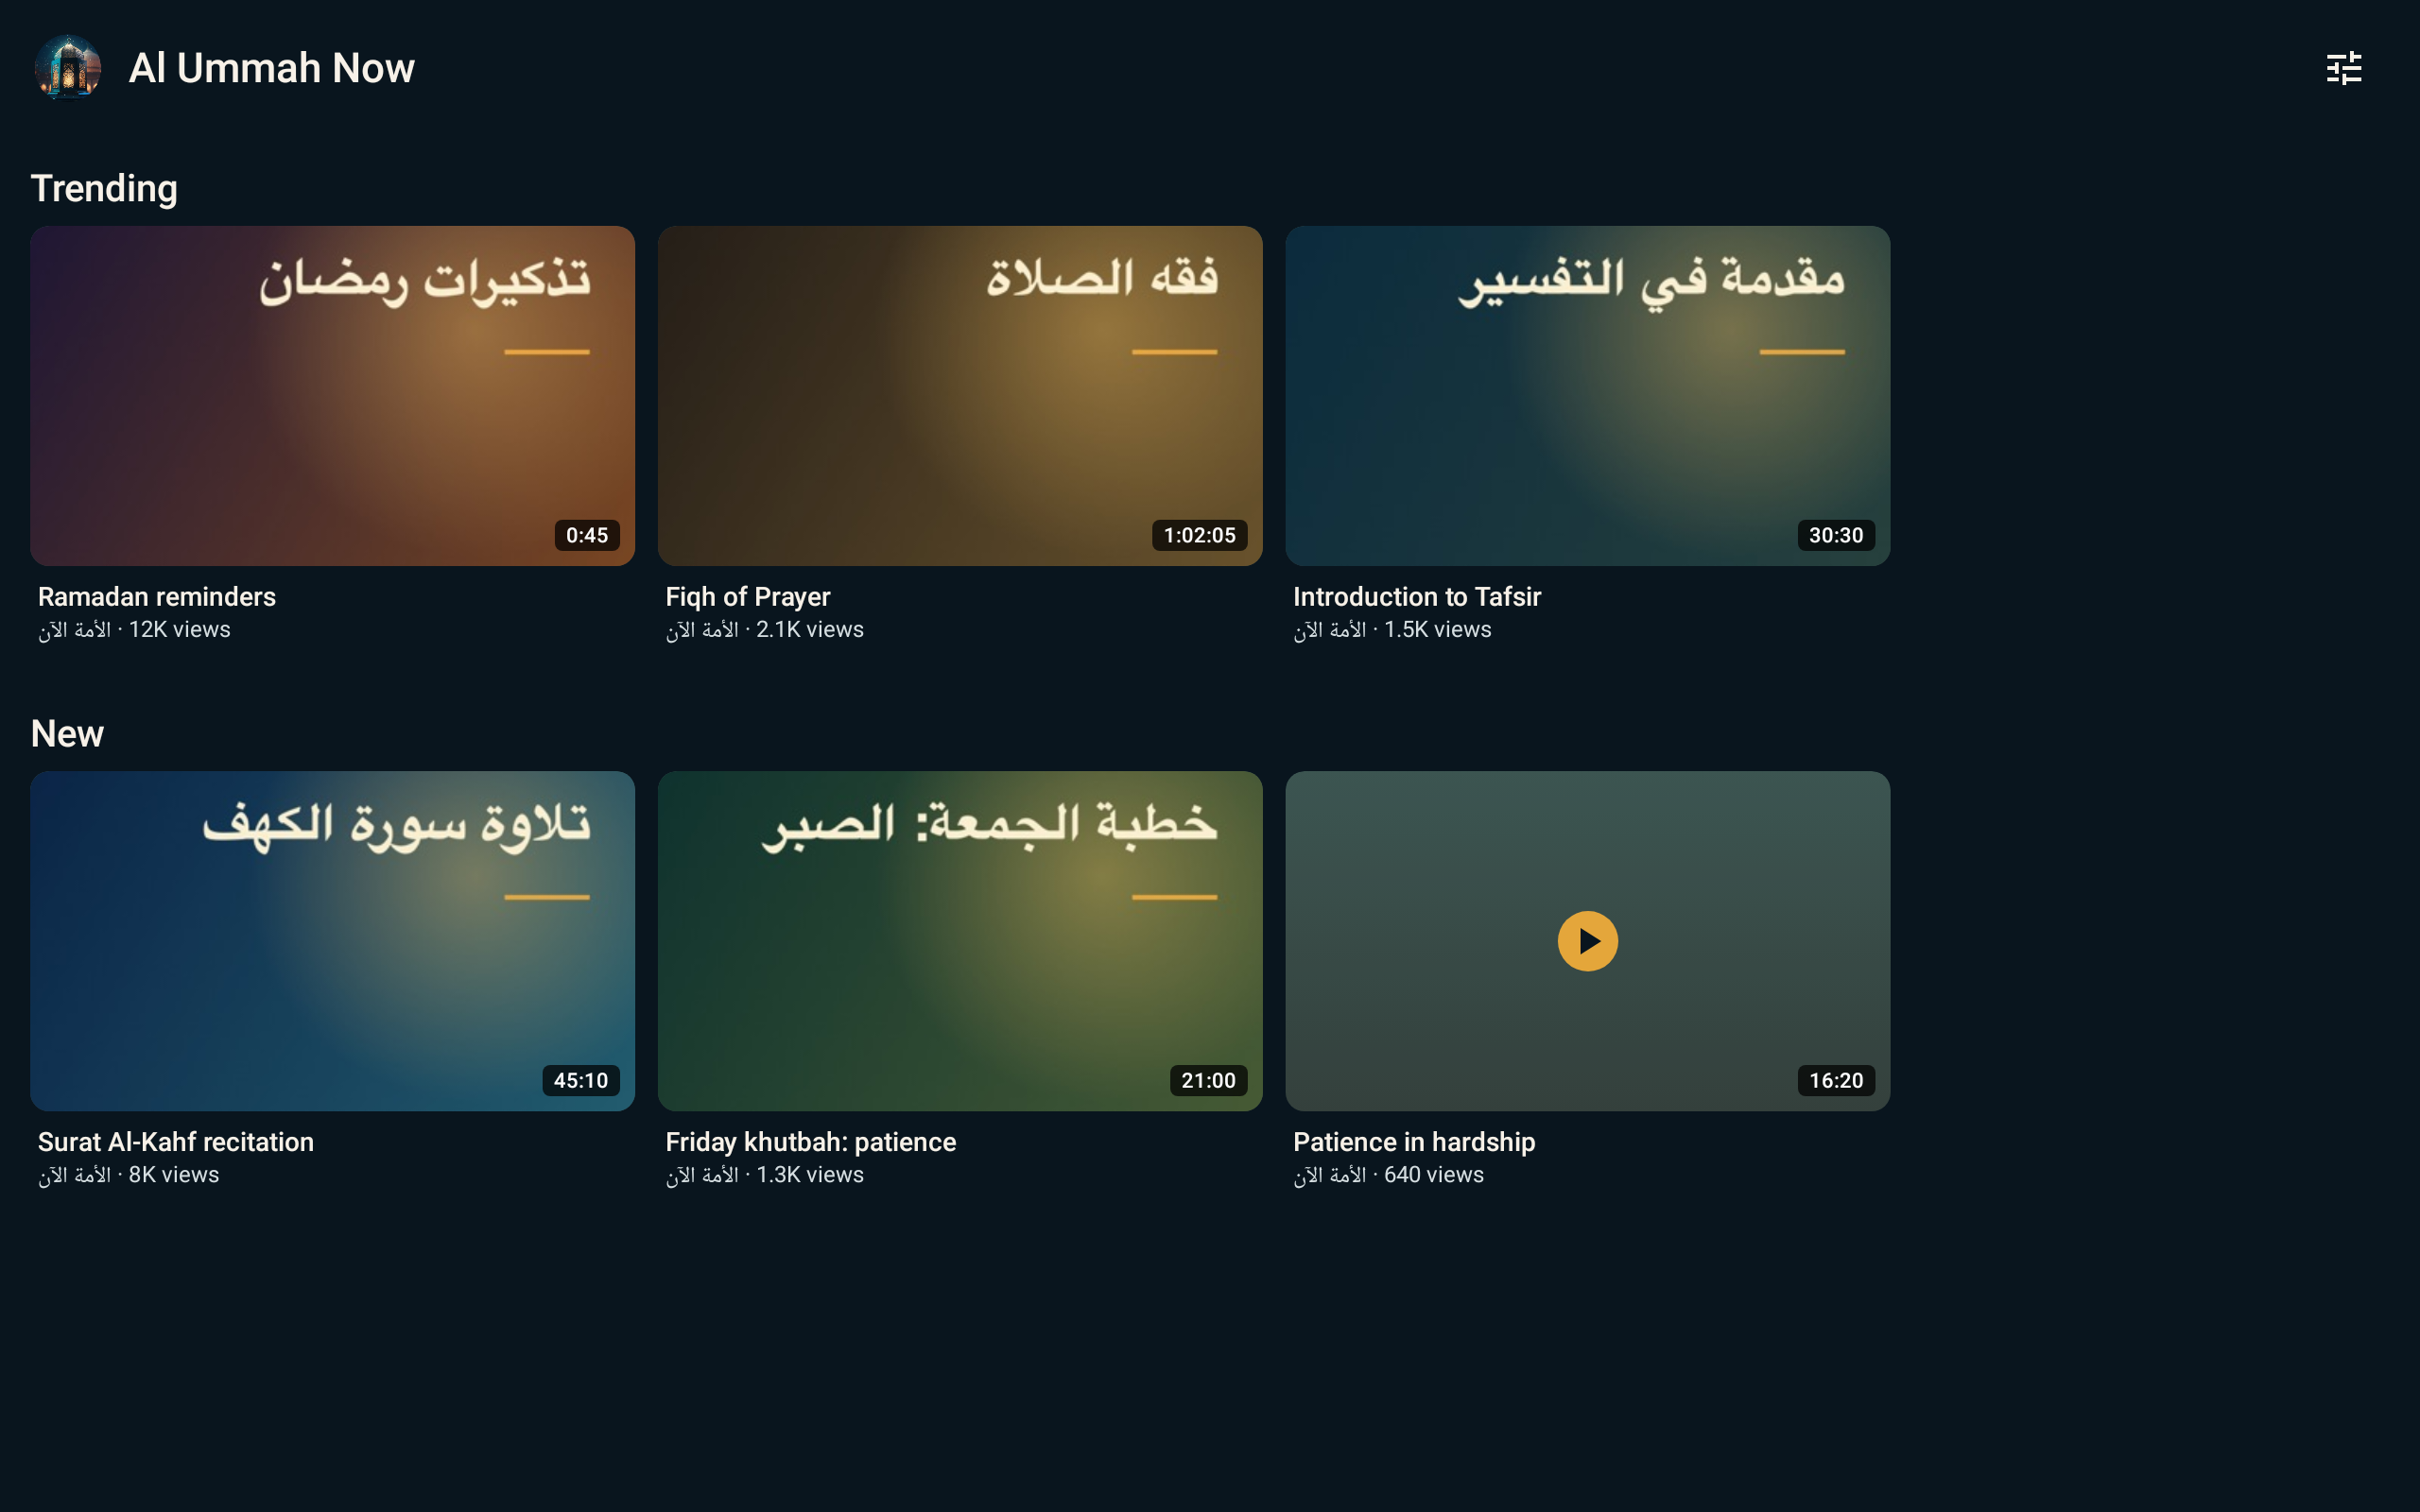 Al Ummah Now
Trending
تذكيرات رمضان
0:45
Ramadan reminders
الأمة الآن · 12K views
فقه الصلاة
1:02:05
Fiqh of Prayer
الأمة الآن · 2.1K views
مقدمة في التفسير
30:30
Introduction to Tafsir
الأمة الآن · 1.5K views
New
تلاوة سورة الكهف
45:10
Surat Al-Kahf recitation
الأمة الآن · 8K views
خطبة الجمعة: الصبر
21:00
Friday khutbah: patience
الأمة الآن · 1.3K views
16:20
Patience in hardship
الأمة الآن · 640 views